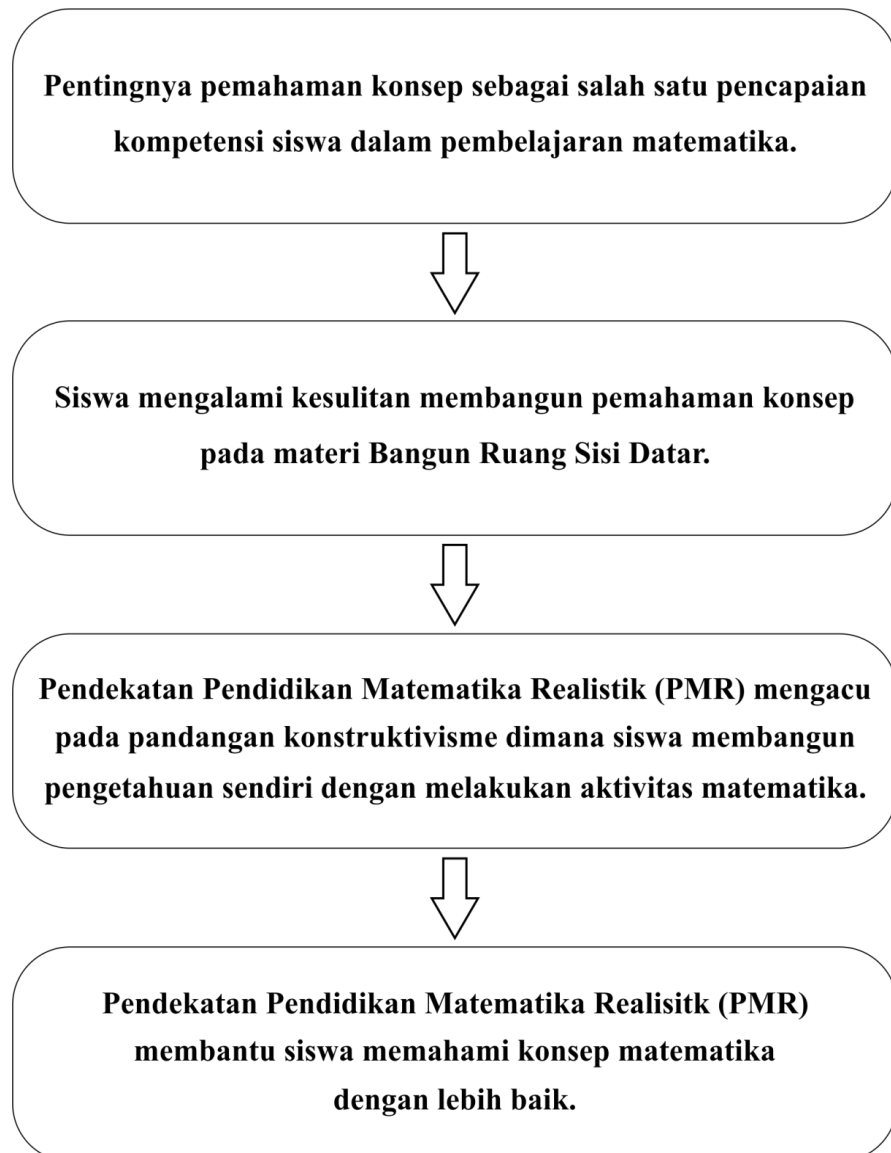 Pentingnya pemahaman konsep sebagai salah satu pencapaian
kompetensi siswa dalam pembelajaran matematika.
Siswa mengalami kesulitan membangun pemahaman konsep
pada materi Bangun Ruang Sisi Datar.
Pendekatan Pendidikan Matematika Realistik (PMR) mengacu
pada pandangan konstruktivisme dimana siswa membangun
pengetahuan sendiri dengan melakukan aktivitas matematika.
Pendekatan Pendidikan Matematika Realisitk (PMR)
membantu siswa memahami konsep matematika
dengan lebih baik.